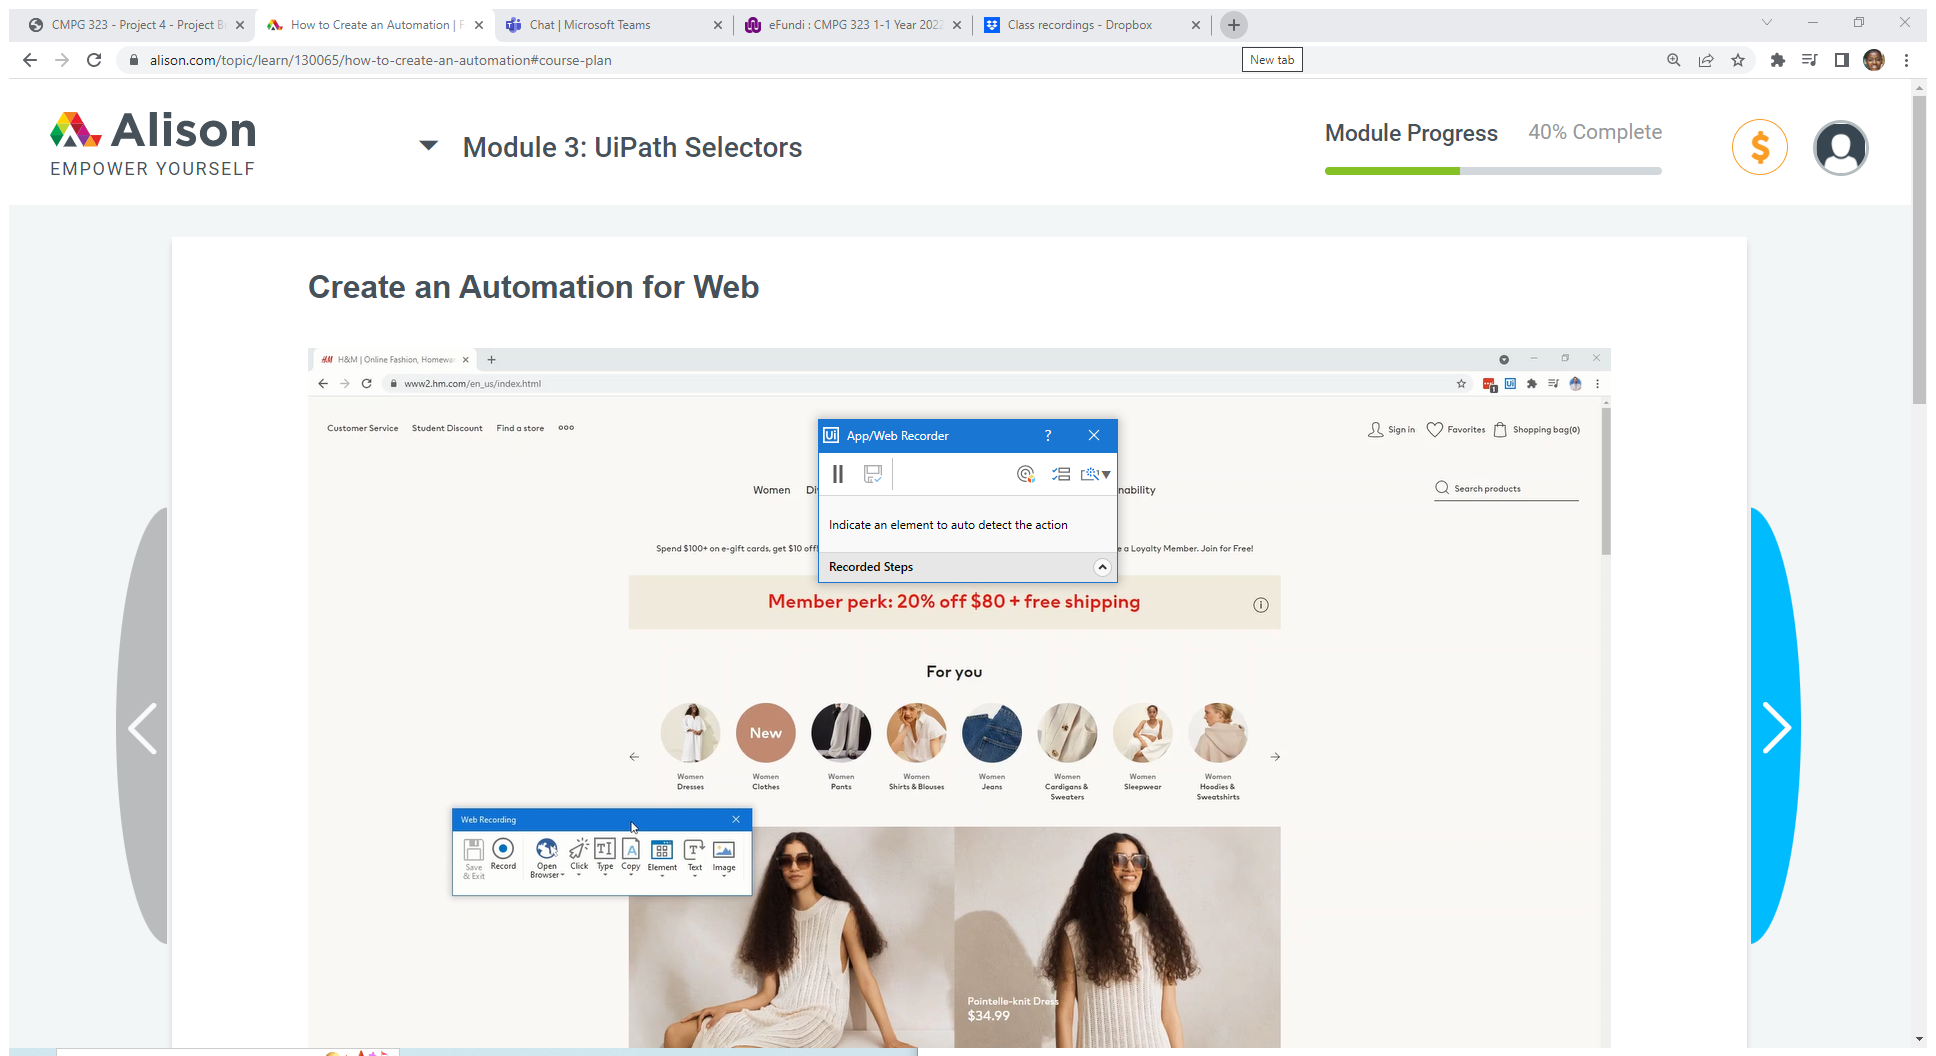 CMPG 323 - Project 4 - Project Br
How to Create an Automation | F
Chat | Microsoft Teams
eFundi : CMPG 323 1-1 Year 2022
Class recordings - Dropbox
New tab
alison.com/topic/learn/130065/how-to-create-an-automation#course-plan
Alison
EMPOWER YOURSELF
Module 3: UiPath Selectors
Module Progress 40% Complete
$
Create an Automation for Web
H&M H&M | Online Fashion, Homewar
www2.hm.com/en_us/index.html
Ui
Customer Service Student Discount Find a store
Sign in Favorites Shopping bag(0)
Ui App/Web Recorder ?
Women Di nability
Search products
Indicate an element to auto detect the action
Spend $100+ on e-gift cards, get $10 off! e a Loyalty Member. Join for Free!
Recorded Steps
Member perk: 20% off $80 + free shipping
For you
New
Women Dresses
Women Clothes
Women Pants
Women Shirts & Blouses
Women Jeans
Women Cardigans & Sweaters
Women Sleepwear
Women Hoodies & Sweatshirts
Web Recording
Save & Exit
Record
Open Browser
Click
Type
Copy
Element
Text
Image
Pointelle-knit Dress
$34.99